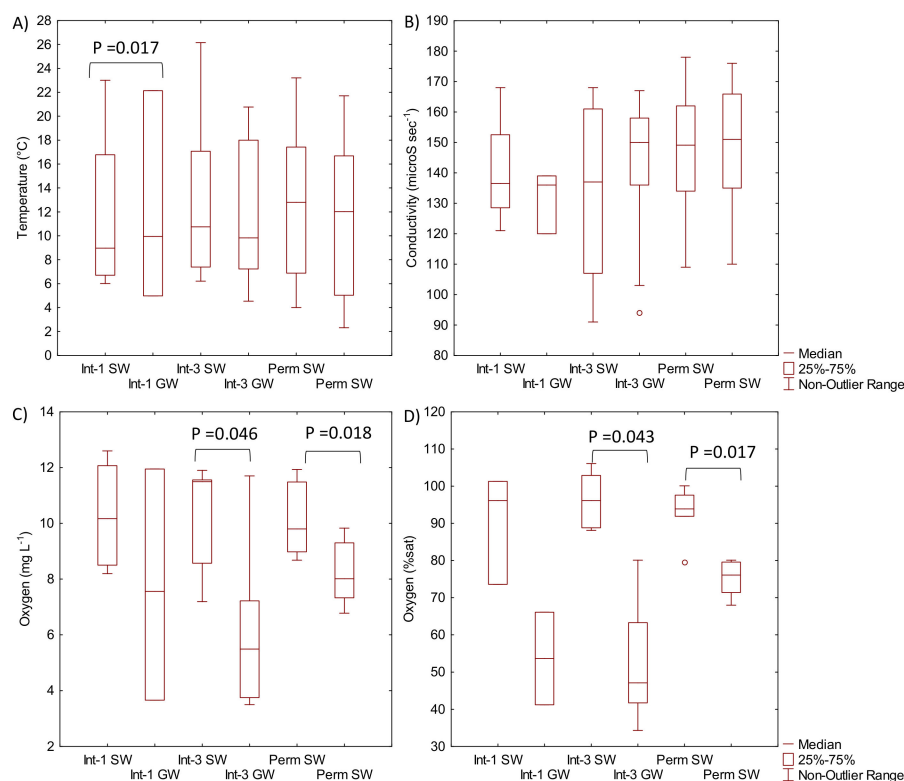 A)
P =0.017
Temperature (°C)
28
26
24
22
20
18
16
14
12
10
8
6
4
2
0
Int-1 SW
Int-1 GW
Int-3 SW
Int-3 GW
Perm SW
Perm SW
B)
Conductivity (microS sec⁻¹)
200
190
180
170
160
150
140
130
120
110
100
90
80
Int-1 SW
Int-1 GW
Int-3 SW
Int-3 GW
Perm SW
Perm SW
Median
25%-75%
Non-Outlier Range
C)
P =0.046
P =0.018
Oxygen (mg L⁻¹)
14
12
10
8
6
4
2
Int-1 SW
Int-1 GW
Int-3 SW
Int-3 GW
Perm SW
Perm SW
D)
P =0.043
P =0.017
Oxygen (%sat)
120
110
100
90
80
70
60
50
40
30
Int-1 SW
Int-1 GW
Int-3 SW
Int-3 GW
Perm SW
Perm SW
Median
25%-75%
Non-Outlier Range